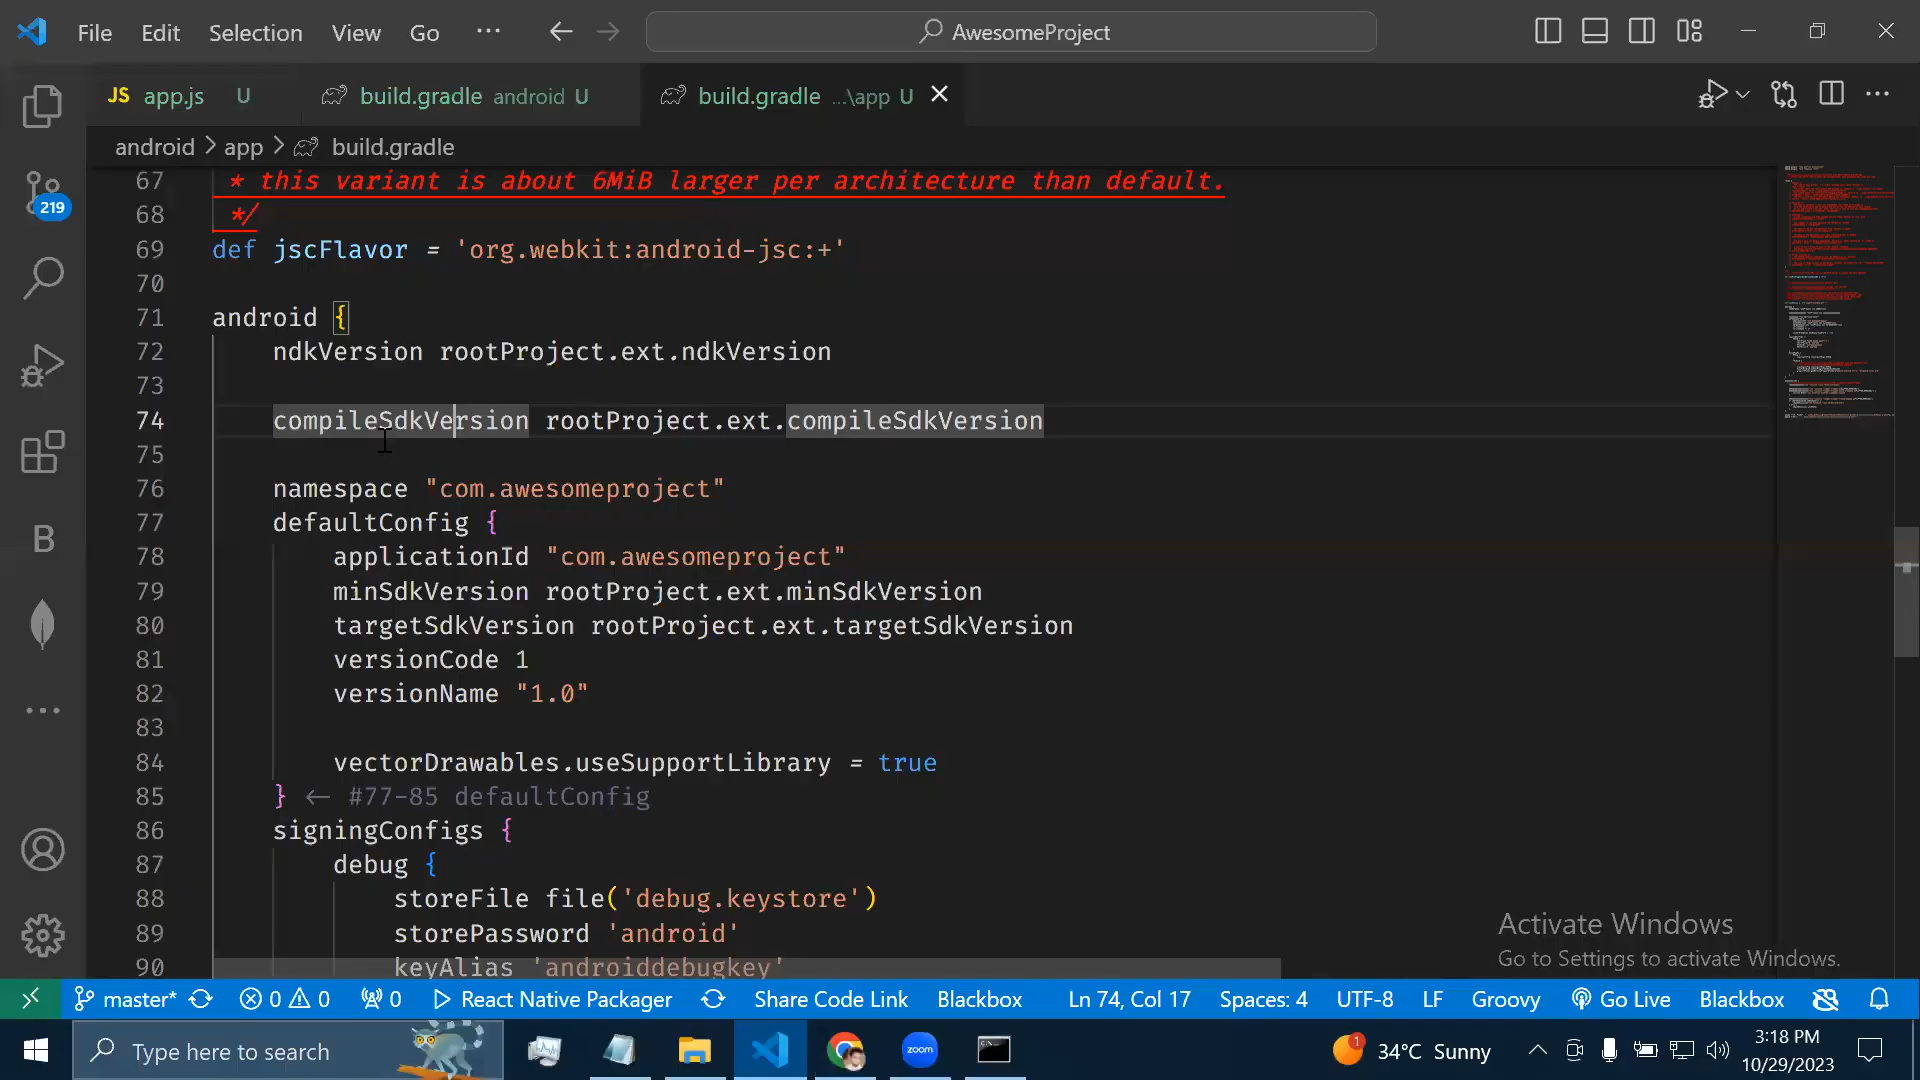 File Edit Selection View Go ··· AwesomeProject
JS app.js U build.gradle android U build.gradle ...\app U
android > app > build.gradle
67 * this variant is about 6MiB larger per architecture than default.
68 */
69 def jscFlavor = 'org.webkit:android-jsc:+'
70
71 android {
72 ndkVersion rootProject.ext.ndkVersion
73
74 compileSdkVersion rootProject.ext.compileSdkVersion
75
76 namespace "com.awesomeproject"
77 defaultConfig {
78 applicationId "com.awesomeproject"
79 minSdkVersion rootProject.ext.minSdkVersion
80 targetSdkVersion rootProject.ext.targetSdkVersion
81 versionCode 1
82 versionName "1.0"
83
84 vectorDrawables.useSupportLibrary = true
85 } ← #77-85 defaultConfig
86 signingConfigs {
87 debug {
88 storeFile file('debug.keystore')
89 storePassword 'android'
90 keyAlias 'androiddebugkey'
219
B
Activate Windows
Go to Settings to activate Windows.
master* 0 0 0 React Native Packager Share Code Link Blackbox Ln 74, Col 17 Spaces: 4 UTF-8 LF Groovy Go Live Blackbox
Type here to search zoom 1 34°C Sunny 3:18 PM
10/29/2023